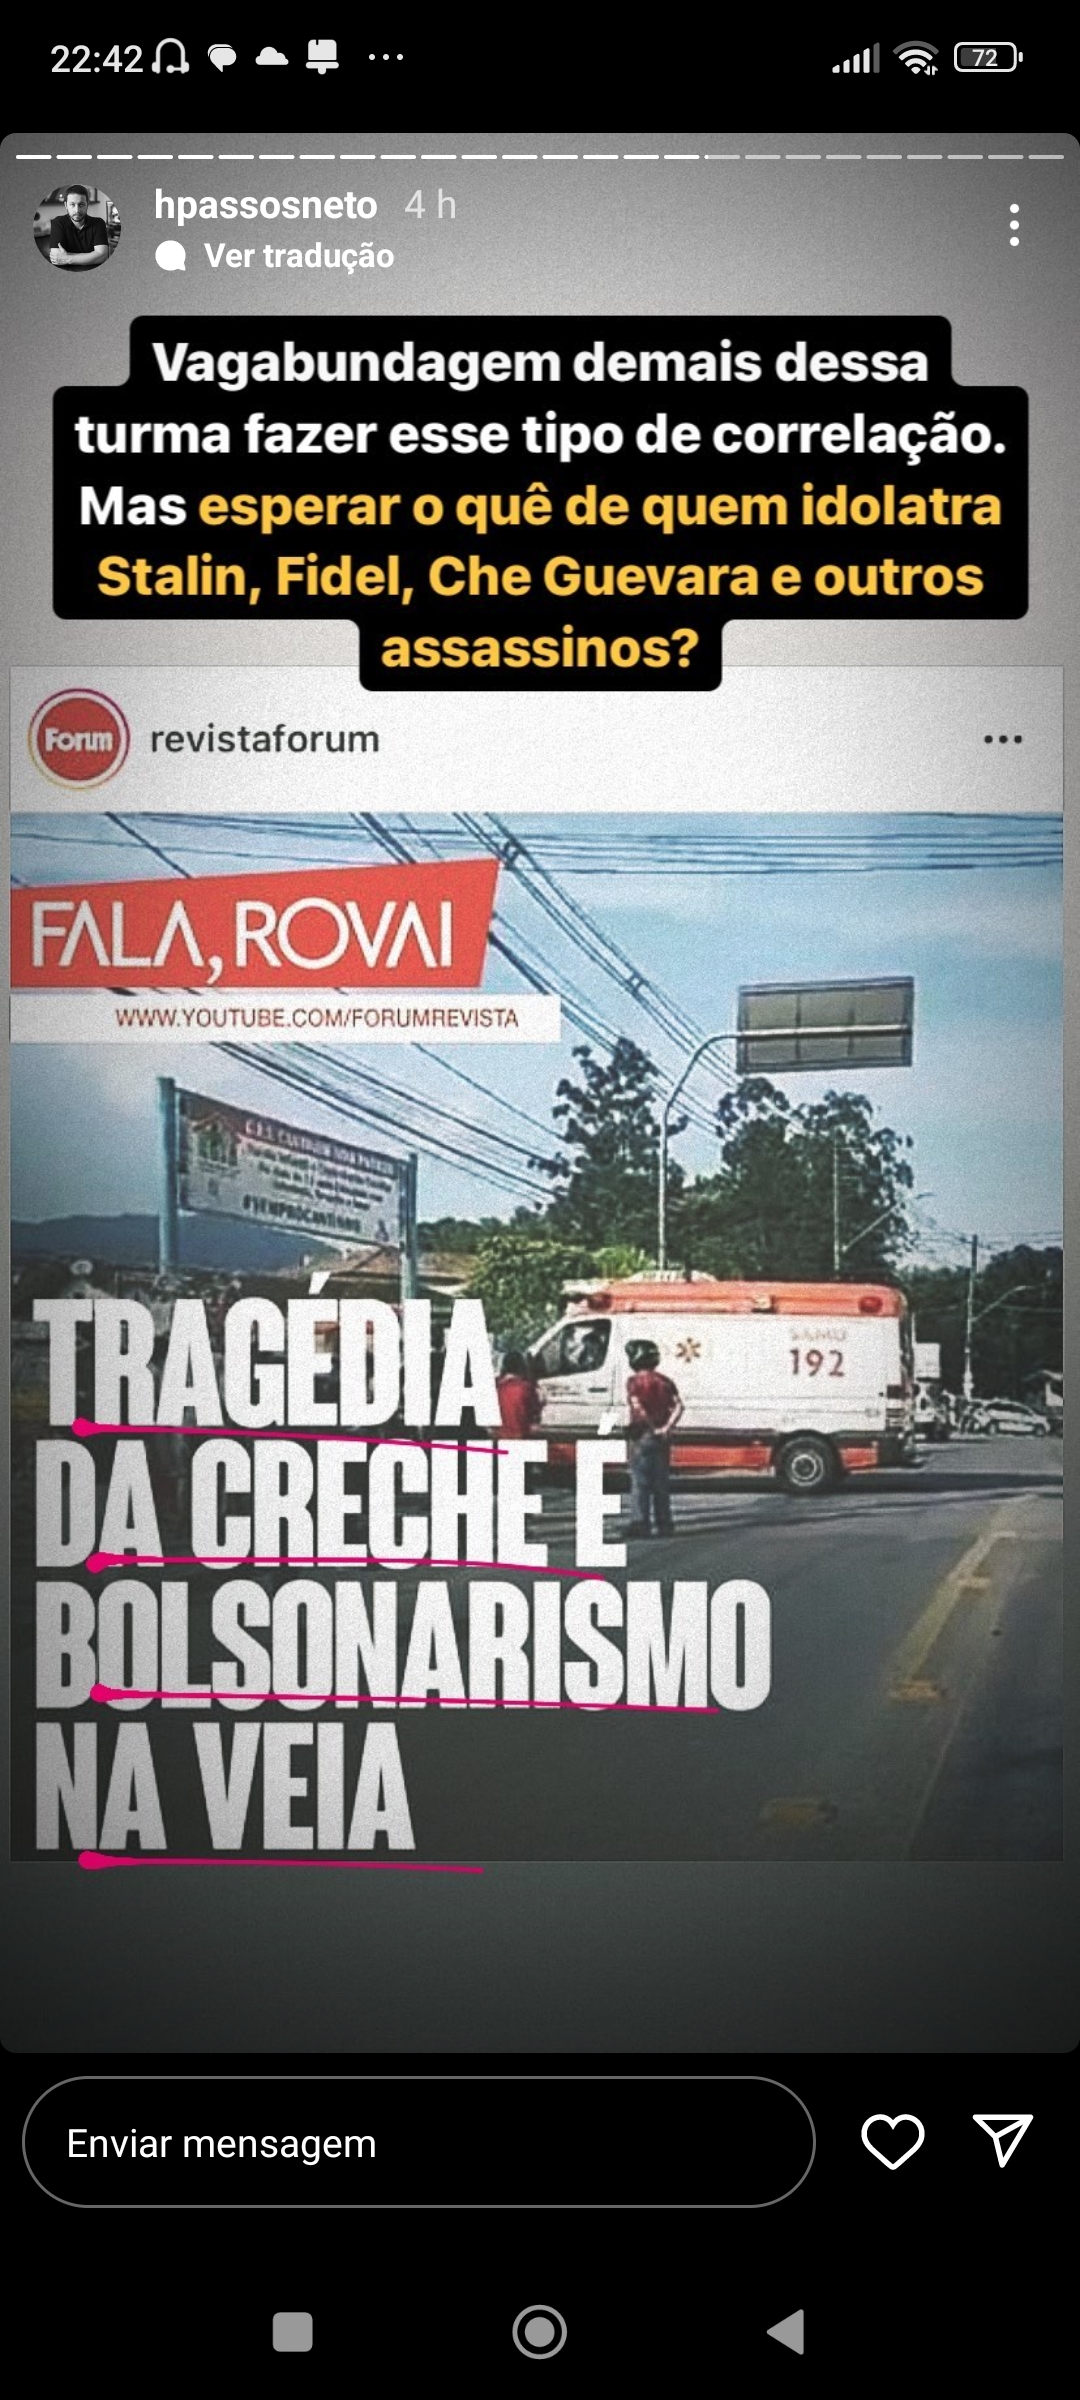 22:42
72
hpassosneto 4 h
Ver tradução
Vagabundagem demais dessa
turma fazer esse tipo de correlação.
Mas esperar o quê de quem idolatra
Stalin, Fidel, Che Guevara e outros
assassinos?
Forum revistaforum
FALA, ROVAI
WWW.YOUTUBE.COM/FORUMREVISTA
SAMU
192
TRAGÉDIA
DA CRECHE É
BOLSONARISMO
NA VEIA
Enviar mensagem